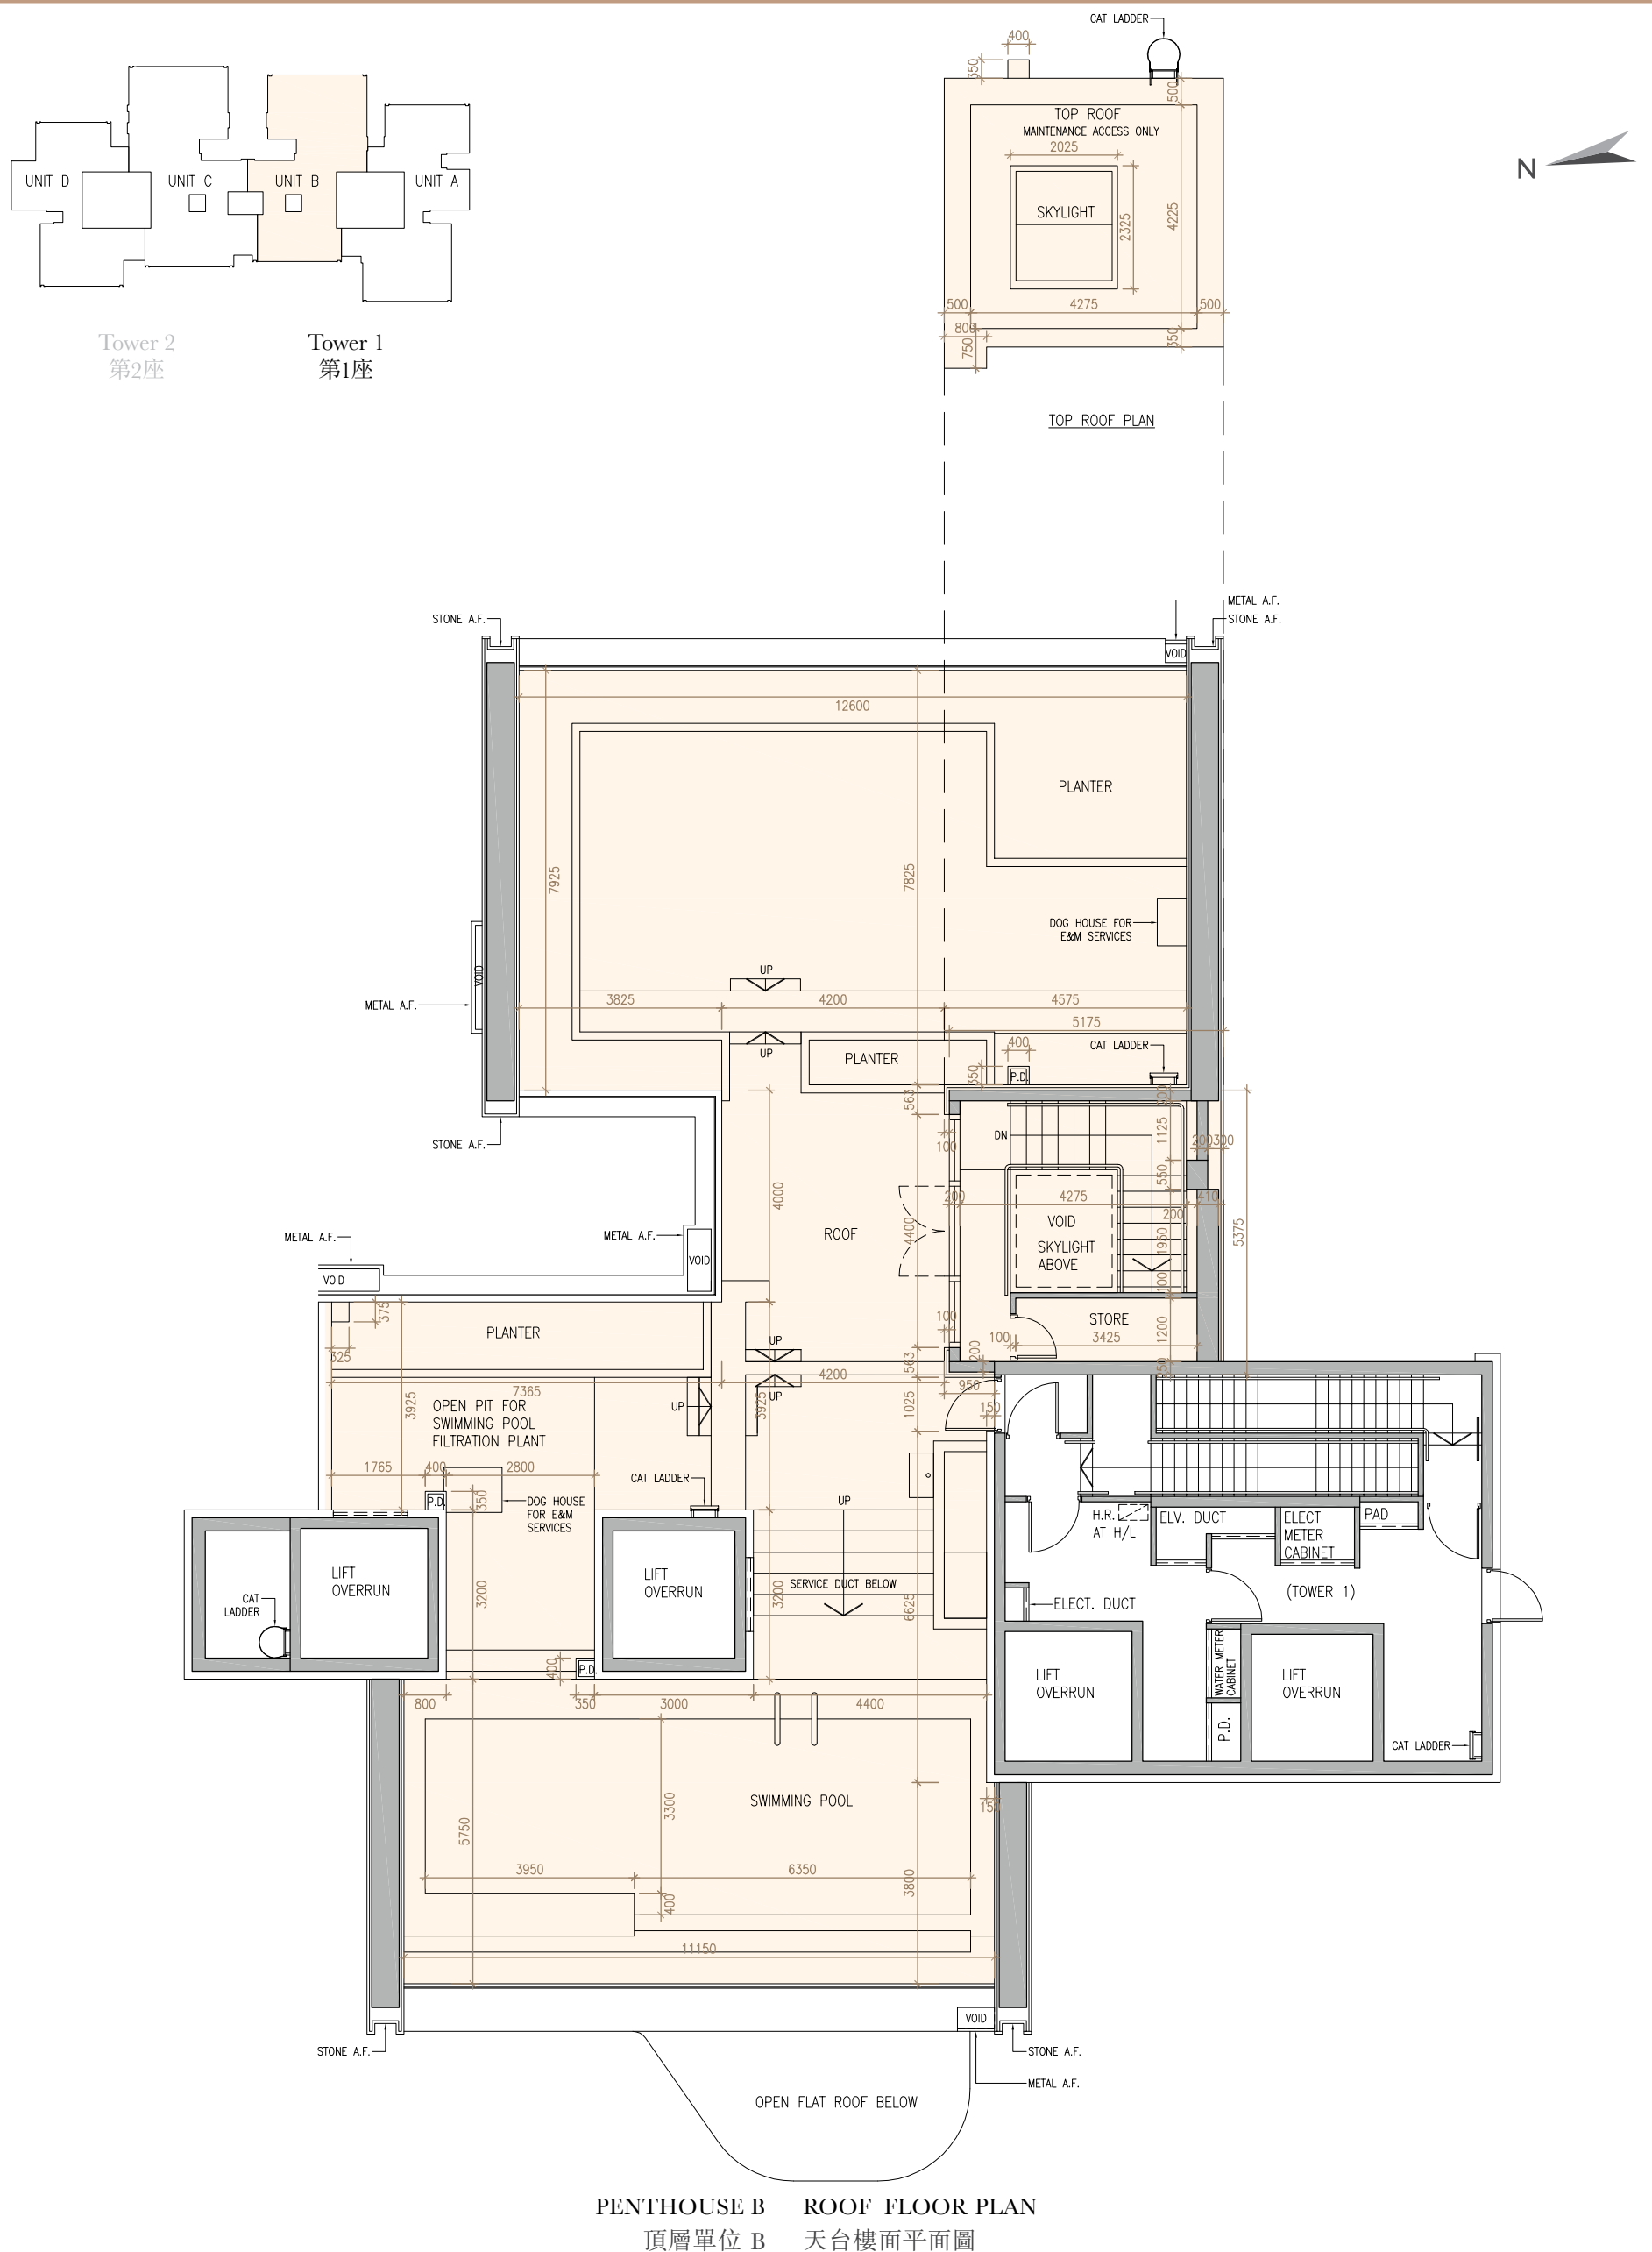 CAT LADDER
400
350
500
TOP ROOF
MAINTENANCE ACCESS ONLY
2025
SKYLIGHT
2325
4225
500
4275
500
800
350
750
TOP ROOF PLAN
N
UNIT D
UNIT C
UNIT B
UNIT A
Tower 2
第2座
Tower 1
第1座
METAL A.F.
STONE A.F.
STONE A.F.
VOID
12600
PLANTER
7925
7825
DOG HOUSE FOR
E&M SERVICES
VOID
METAL A.F.
UP
3825
4200
4575
5175
UP
PLANTER
400
CAT LADDER
350
P.D.
563
STONE A.F.
100
DN
1125
200
300
550
4000
200
4275
410
200
ROOF
4400
VOID
SKYLIGHT
ABOVE
1950
5375
METAL A.F.
METAL A.F.
VOID
VOID
100
375
PLANTER
325
100
STORE
100
3425
1200
UP
200
563
4200
950
7365
UP
3925
OPEN PIT FOR
SWIMMING POOL
FILTRATION PLANT
UP
3925
1025
150
1765
400
2800
CAT LADDER
P.D.
350
DOG HOUSE
FOR E&M
SERVICES
UP
H.R.
AT H/L
ELV. DUCT
ELECT
METER
CABINET
PAD
LIFT
OVERRUN
LIFT
OVERRUN
SERVICE DUCT BELOW
CAT
LADDER
3200
3200
6625
ELECT. DUCT
(TOWER 1)
400
P.D.
LIFT
OVERRUN
WATER METER
CABINET
LIFT
OVERRUN
800
350
3000
4400
P.D.
CAT LADDER
SWIMMING POOL
3300
150
5750
3950
6350
3800
400
11150
VOID
STONE A.F.
STONE A.F.
METAL A.F.
OPEN FLAT ROOF BELOW
PENTHOUSE B ROOF FLOOR PLAN
頂層單位 B 天台樓面平面圖